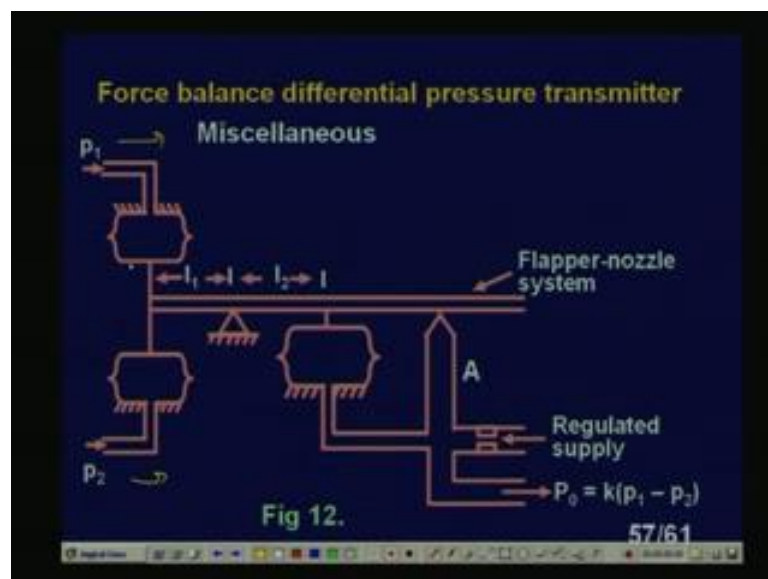 Force balance differential pressure transmitter
Miscellaneous
p₁
l₁
l
l₂
l
Flapper-nozzle
system
A
Regulated
supply
p₂
P₀ = k(p₁ – p₂)
Fig 12.
57/61